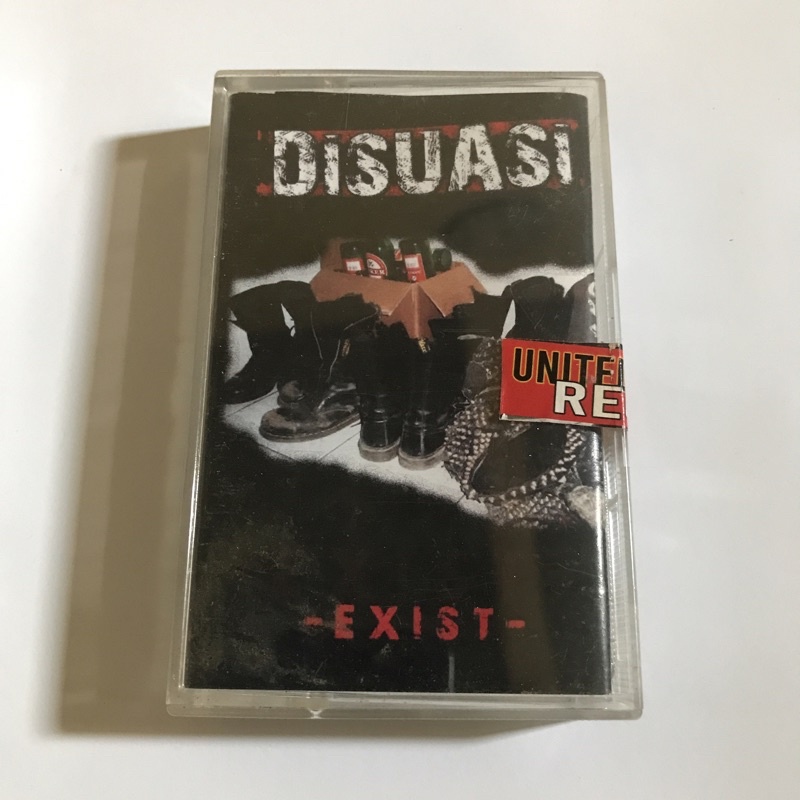 DiSUASi
UNITE
RE
-EXIST-